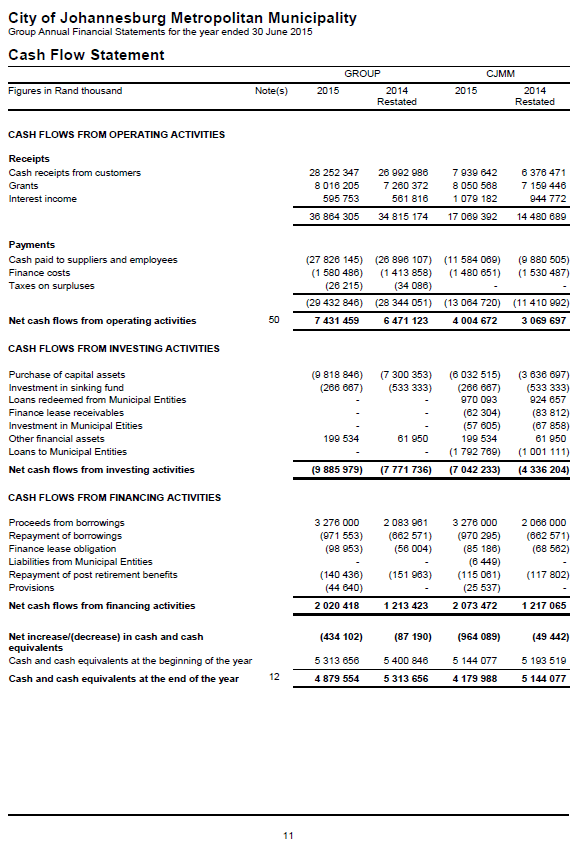 City of Johannesburg Metropolitan Municipality
Group Annual Financial Statements for the year ended 30 June 2015
Cash Flow Statement
GROUP CJMM
Figures in Rand thousand Note(s) 2015 2014 2015 2014
Restated Restated
CASH FLOWS FROM OPERATING ACTIVITIES
Receipts
Cash receipts from customers 28 252 347 26 992 986 7 939 642 6 376 471
Grants 8 016 205 7 260 372 8 050 568 7 159 446
Interest income 595 753 561 816 1 079 182 944 772
36 864 305 34 815 174 17 069 392 14 480 689
Payments
Cash paid to suppliers and employees (27 826 145) (26 896 107) (11 584 069) (9 880 505)
Finance costs (1 580 486) (1 413 858) (1 480 651) (1 530 487)
Taxes on surpluses (26 215) (34 086) - -
(29 432 846) (28 344 051) (13 064 720) (11 410 992)
Net cash flows from operating activities 50 7 431 459 6 471 123 4 004 672 3 069 697
CASH FLOWS FROM INVESTING ACTIVITIES
Purchase of capital assets (9 818 846) (7 300 353) (6 032 515) (3 636 697)
Investment in sinking fund (266 667) (533 333) (266 667) (533 333)
Loans redeemed from Municipal Entities - - 970 093 924 657
Finance lease receivables - - (62 304) (83 812)
Investment in Municipal Etities - - (57 605) (67 858)
Other financial assets 199 534 61 950 199 534 61 950
Loans to Municipal Entities - - (1 792 769) (1 001 111)
Net cash flows from investing activities (9 885 979) (7 771 736) (7 042 233) (4 336 204)
CASH FLOWS FROM FINANCING ACTIVITIES
Proceeds from borrowings 3 276 000 2 083 961 3 276 000 2 066 000
Repayment of borrowings (971 553) (662 571) (970 295) (662 571)
Finance lease obligation (98 953) (56 004) (85 186) (68 562)
Liabilities from Municipal Entities - - (6 449) -
Repayment of post retirement benefits (140 436) (151 963) (115 061) (117 802)
Provisions (44 640) - (25 537) -
Net cash flows from financing activities 2 020 418 1 213 423 2 073 472 1 217 065
Net increase/(decrease) in cash and cash (434 102) (87 190) (964 089) (49 442)
equivalents
Cash and cash equivalents at the beginning of the year 5 313 656 5 400 846 5 144 077 5 193 519
Cash and cash equivalents at the end of the year 12 4 879 554 5 313 656 4 179 988 5 144 077
11